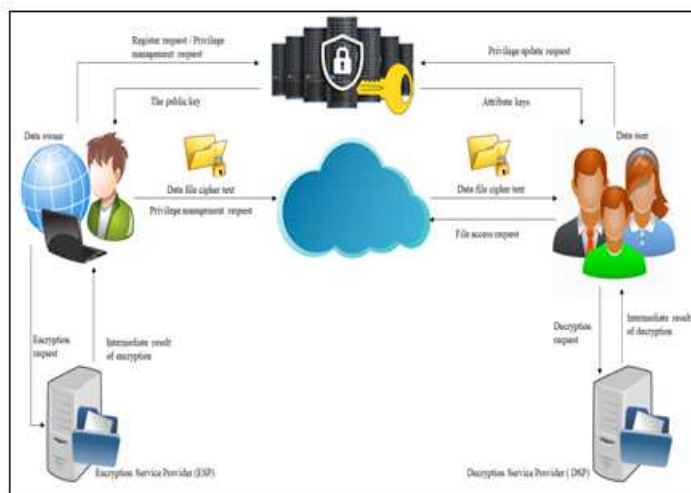 Register request / Privilege
management request
Privilege update request
The public key
Attribute keys
Data owner
Data user
Data file cipher text
Privilege management request
Data file cipher text
File access request
Encryption
request
Intermediate result
of encryption
Decryption
request
Intermediate result
of decryption
Encryption Service Provider (ESP)
Decryption Service Provider ( DSP)